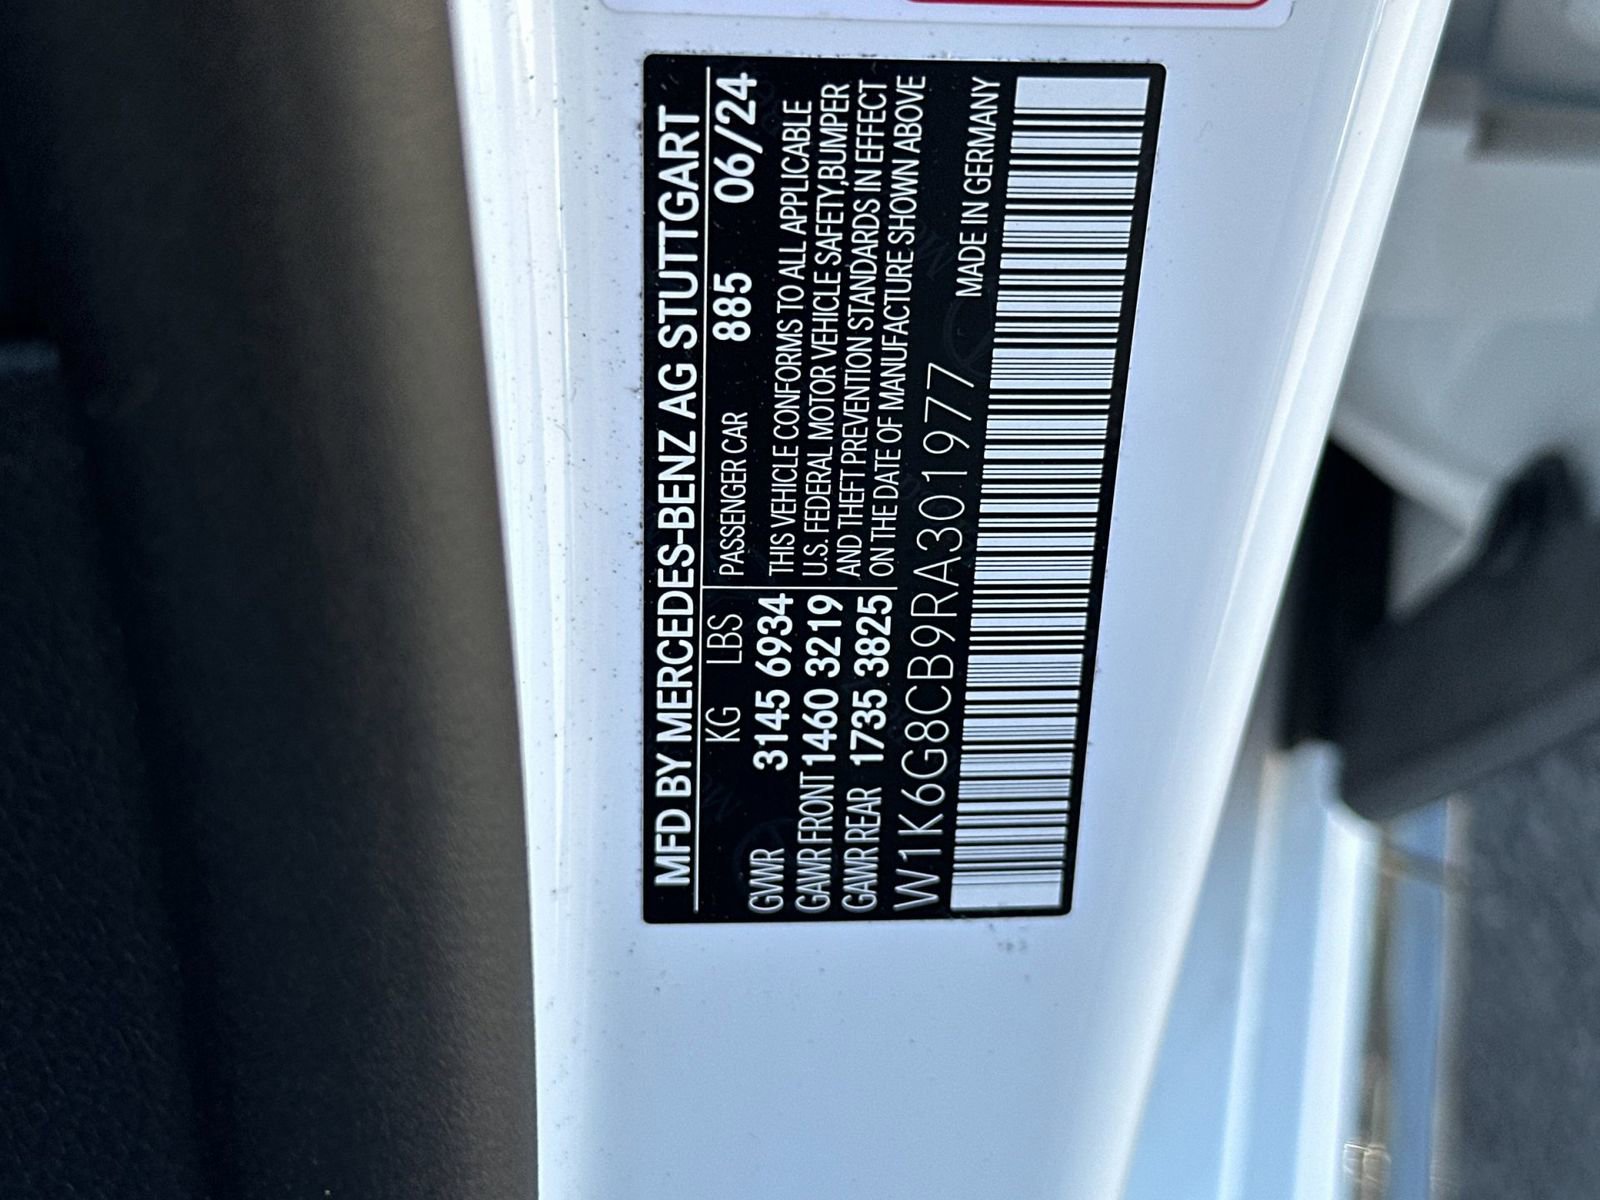 MFD BY MERCEDES-BENZ AG STUTTGART
KG LBS PASSENGER CAR 885 06/24
GVWR 3145 6934
GAWR FRONT 1460 3219
GAWR REAR 1735 3825
THIS VEHICLE CONFORMS TO ALL APPLICABLE
U.S. FEDERAL MOTOR VEHICLE SAFETY,BUMPER
AND THEFT PREVENTION STANDARDS IN EFFECT
ON THE DATE OF MANUFACTURE SHOWN ABOVE
W1K6G8CB9RA301977 MADE IN GERMANY